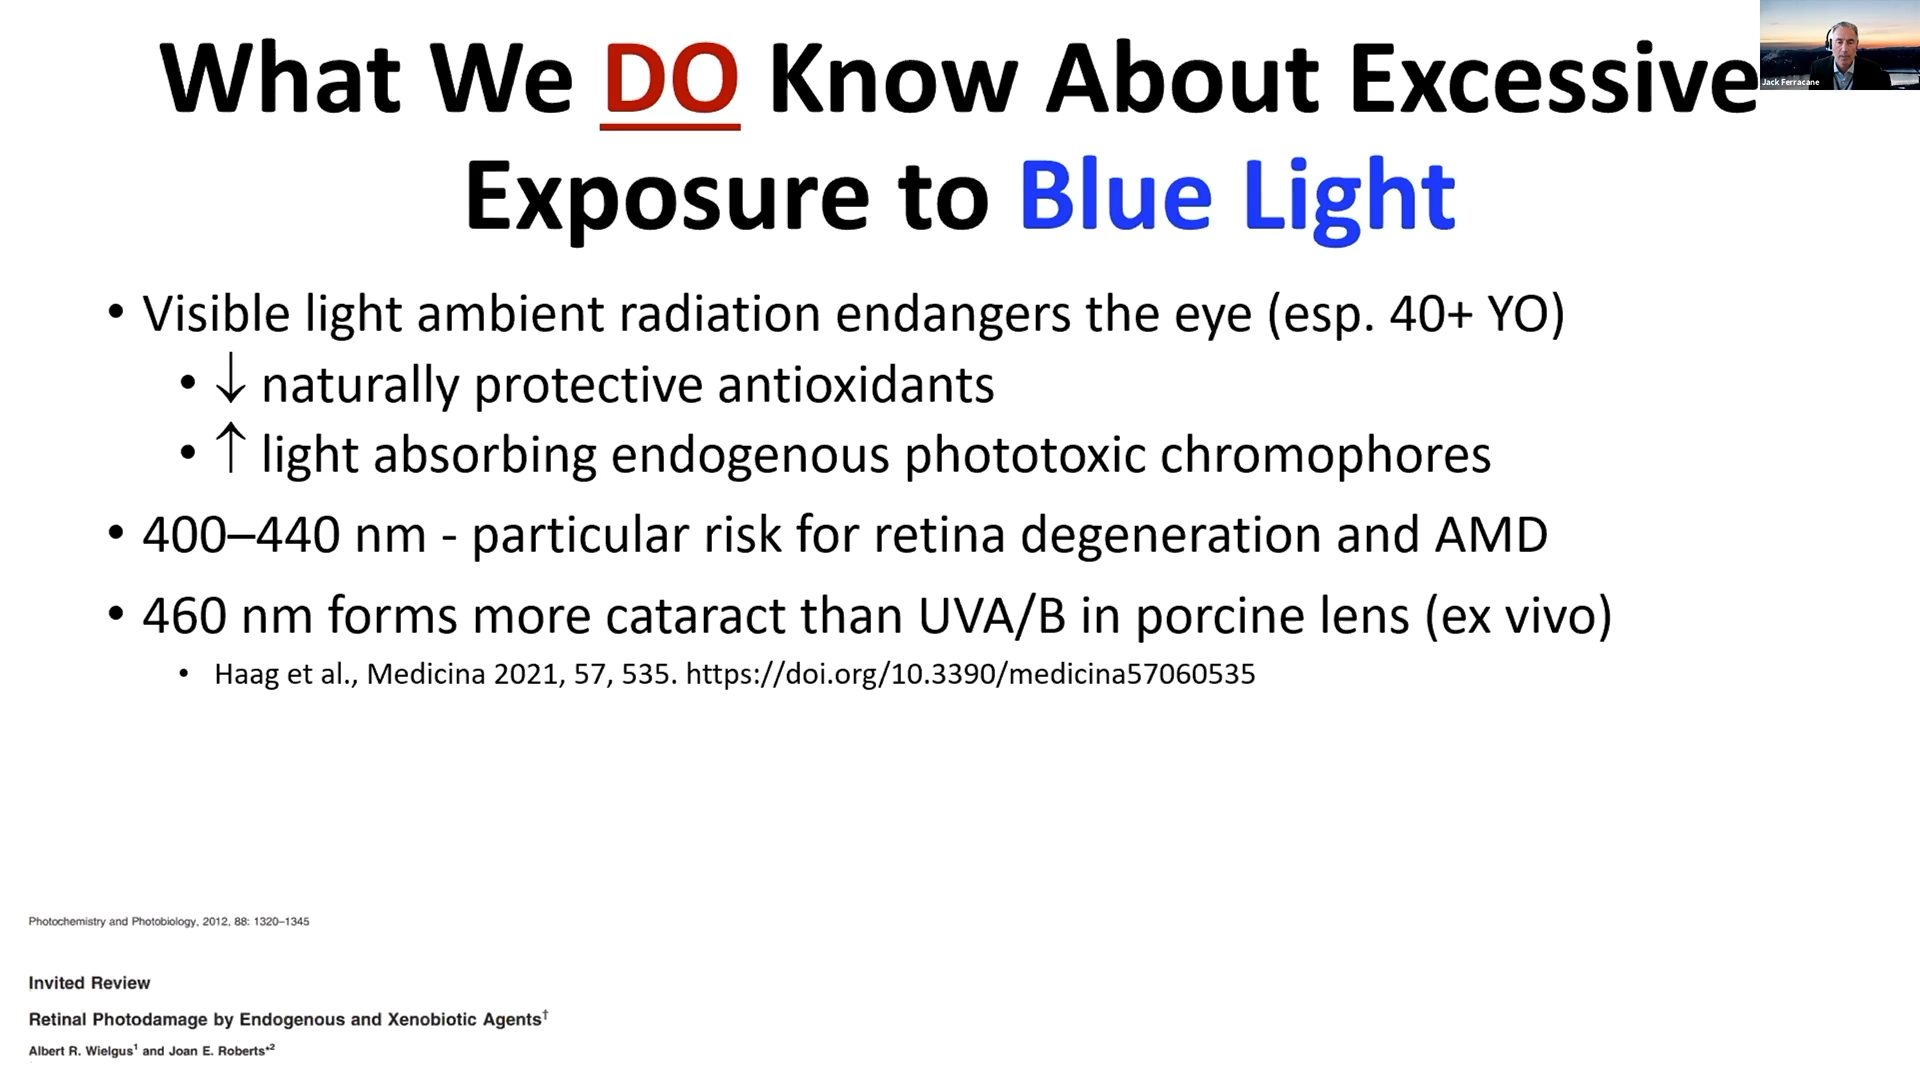 What We DO Know About Excessive
Exposure to Blue Light
Jack Ferracane
• Visible light ambient radiation endangers the eye (esp. 40+ YO)
• ↓ naturally protective antioxidants
• ↑ light absorbing endogenous phototoxic chromophores
• 400–440 nm - particular risk for retina degeneration and AMD
• 460 nm forms more cataract than UVA/B in porcine lens (ex vivo)
• Haag et al., Medicina 2021, 57, 535. https://doi.org/10.3390/medicina57060535
Photochemistry and Photobiology, 2012, 88: 1320–1345
Invited Review
Retinal Photodamage by Endogenous and Xenobiotic Agents†
Albert R. Wielgus1 and Joan E. Roberts*2